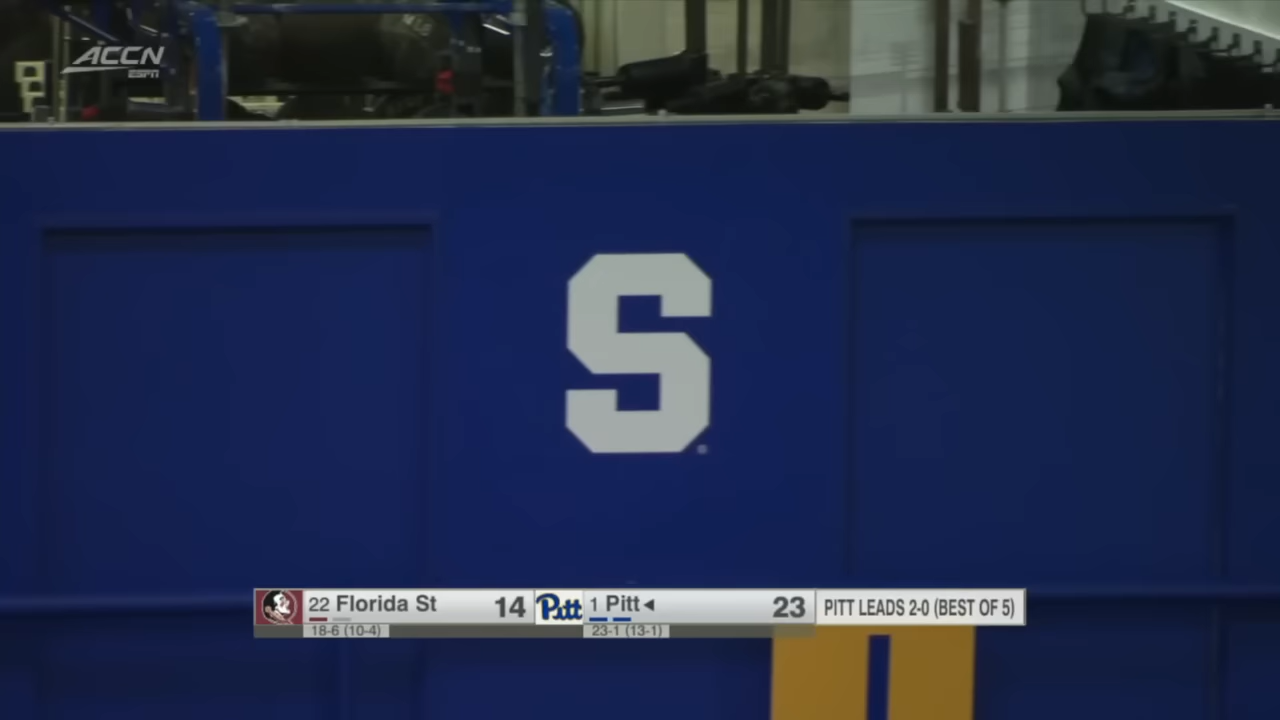 ACCN
ESPN
S
22 Florida St 14 Pitt 1 Pitt 23 PITT LEADS 2-0 (BEST OF 5)
18-6 (10-4) 23-1 (13-1)